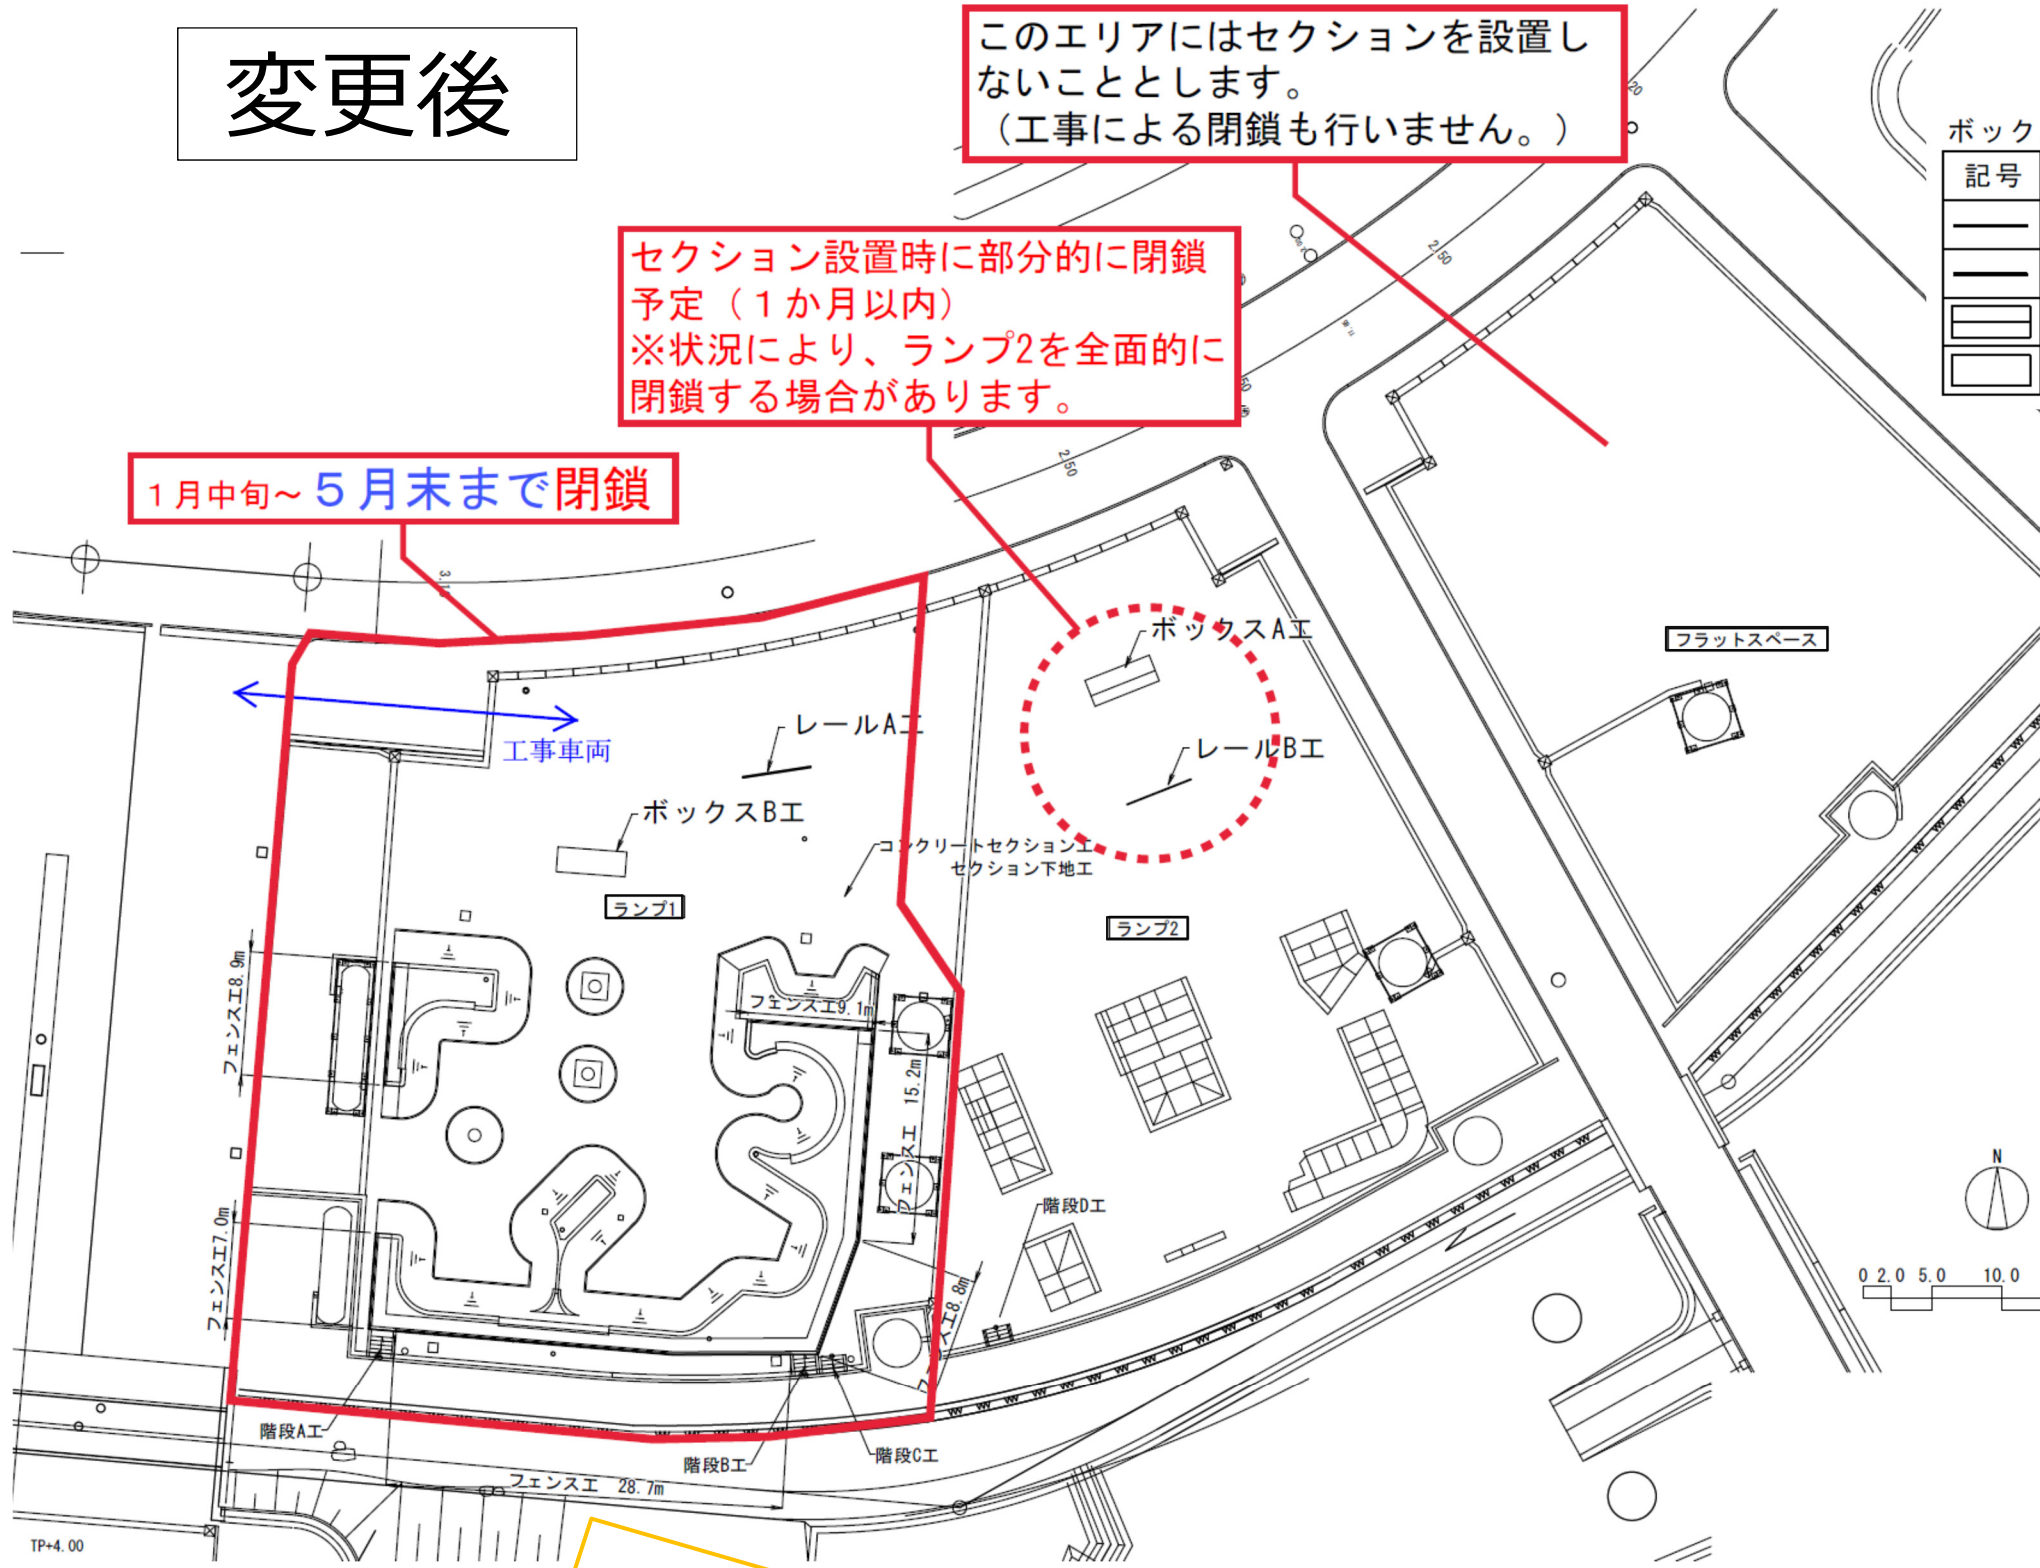 変更後
このエリアにはセクションを設置し
ないこととします。
（工事による閉鎖も行いません。）
ボック
記号
セクション設置時に部分的に閉鎖
予定（１か月以内）
※状況により、ランプ2を全面的に
閉鎖する場合があります。
１月中旬～５月末まで閉鎖
20
2.50
50
2.50
ボックスA工
レールB工
フラットスペース
工事車両
レールA工
ボックスB工
コンクリートセクション工
セクション下地工
ランプ1
ランプ2
フェンス工8.9m
フェンス工9.1m
フェンス工 15.2m
フェンス工7.0m
階段D工
N
0 2.0 5.0 10.0
階段A工
階段B工
階段C工
フェンス工 28.7m
TP+4.00